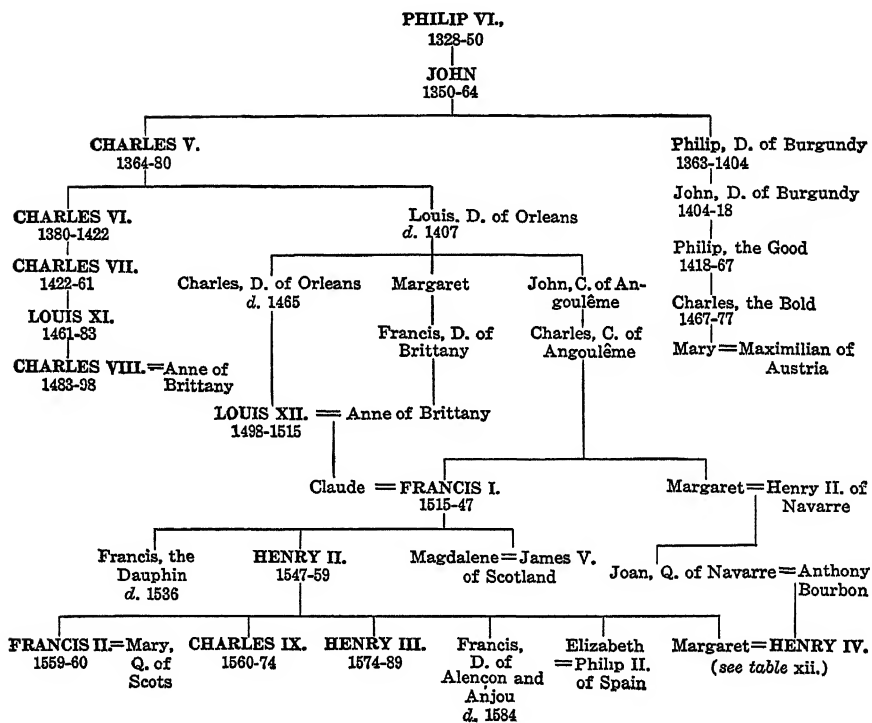 PHILIP VI.,
1328-50
JOHN
1350-64
CHARLES V.
1364-80
Philip, D. of Burgundy
1363-1404
John, D. of Burgundy
1404-18
CHARLES VI.
1380-1422
Louis. D. of Orleans
d. 1407
Philip, the Good
1418-67
CHARLES VII.
1422-61
Charles, D. of Orleans
d. 1465
Margaret
John, C. of An-
goulême
Charles, the Bold
1467-77
LOUIS XI.
1461-83
Francis, D. of
Brittany
Charles, C. of
Angoulême
Mary = Maximilian of
Austria
CHARLES VIII. = Anne of
1483-98 Brittany
LOUIS XII. = Anne of Brittany
1498-1515
Claude = FRANCIS I.
1515-47
Margaret = Henry II. of
Navarre
Francis, the
Dauphin
d. 1536
HENRY II.
1547-59
Magdalene = James V.
of Scotland
Joan, Q. of Navarre = Anthony
Bourbon
FRANCIS II. = Mary,
1559-60 Q. of
Scots
CHARLES IX.
1560-74
HENRY III.
1574-89
Francis,
D. of
Alençon and
Anjou
d. 1584
Elizabeth
= Philip II.
of Spain
Margaret = HENRY IV.
(see table xii.)